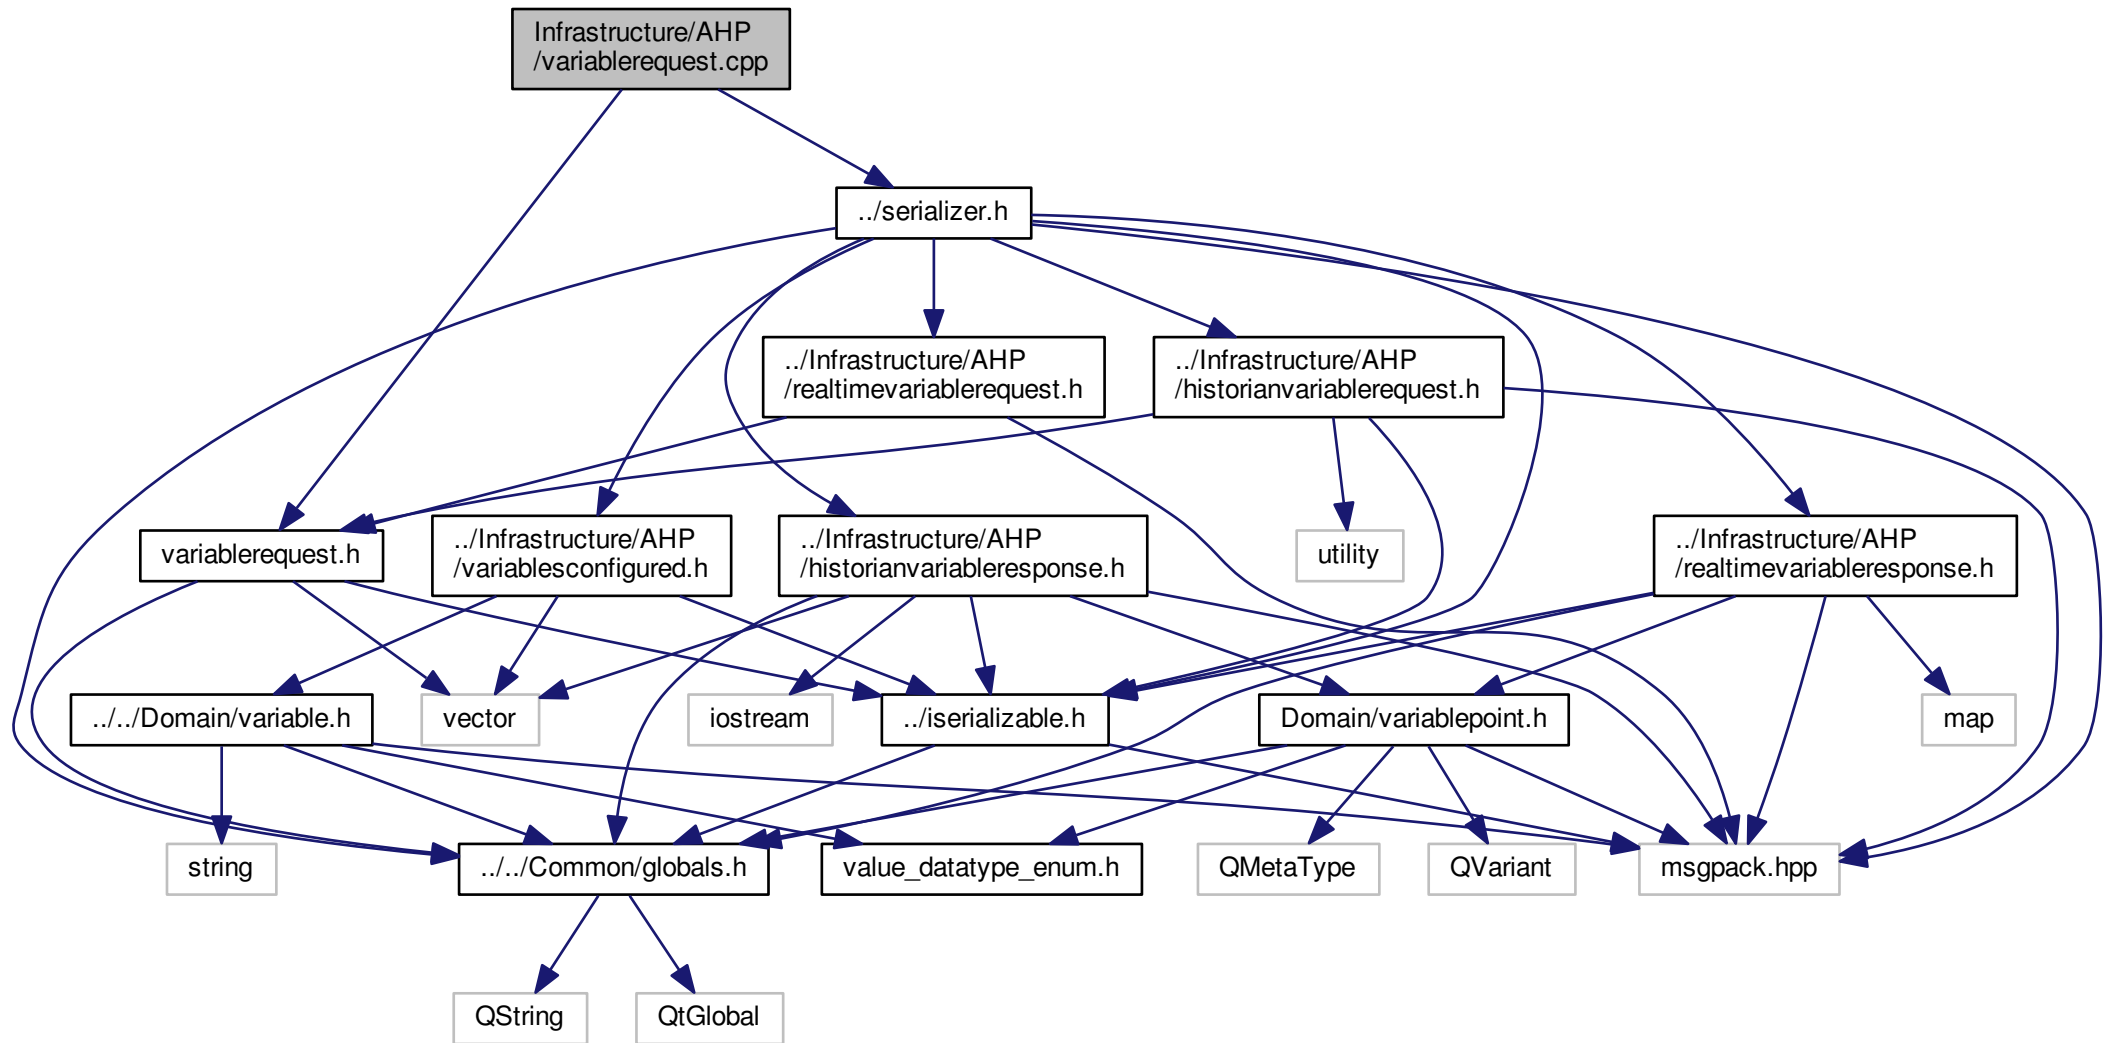 Infrastructure/AHP
/variablerequest.cpp
../serializer.h
../Infrastructure/AHP
/realtimevariablerequest.h
../Infrastructure/AHP
/historianvariablerequest.h
variablerequest.h
../Infrastructure/AHP
/variablesconfigured.h
../Infrastructure/AHP
/historianvariableresponse.h
utility
../Infrastructure/AHP
/realtimevariableresponse.h
../../Domain/variable.h
vector
iostream
../iserializable.h
Domain/variablepoint.h
map
string
../../Common/globals.h
value_datatype_enum.h
QMetaType
QVariant
msgpack.hpp
QString
QtGlobal